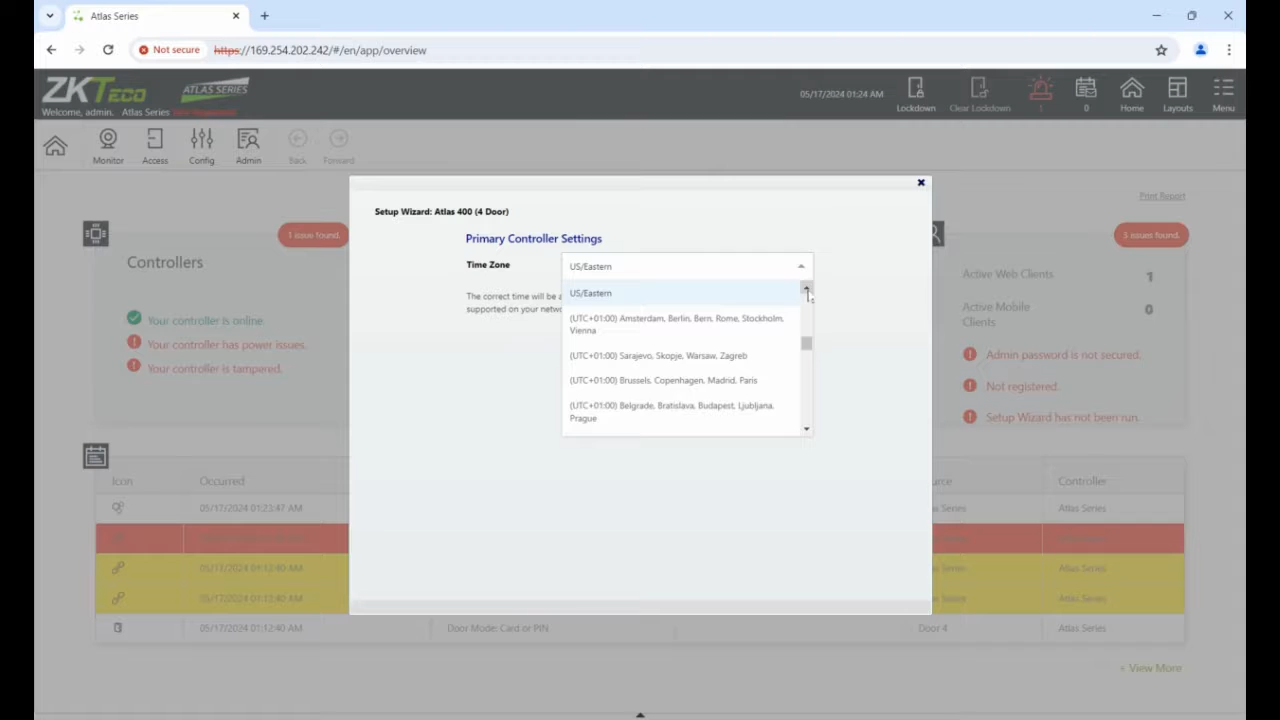 Atlas Series
Not secure
https://169.254.202.242/#/en/app/overview
ZKTeco
ATLAS SERIES
Welcome, admin. Atlas Series
05/17/2024 01:24 AM
Lockdown
Clear Lockdown
1
0
Home
Layouts
Menu
Monitor
Access
Config
Admin
Back
Forward
Print Report
Setup Wizard: Atlas 400 (4 Door)
Primary Controller Settings
Time Zone
US/Eastern
The correct time will be a
supported on your netwo
US/Eastern
(UTC+01:00) Amsterdam, Berlin, Bern, Rome, Stockholm,
Vienna
(UTC+01:00) Sarajevo, Skopje, Warsaw, Zagreb
(UTC+01:00) Brussels, Copenhagen, Madrid, Paris
(UTC+01:00) Belgrade, Bratislava, Budapest, Ljubljana,
Prague
1 issue found.
Controllers
Your controller is online.
Your controller has power issues.
Your controller is tampered.
3 issues found.
Active Web Clients 1
Active Mobile
Clients
0
Admin password is not secured.
Not registered.
Setup Wizard has not been run.
Icon Occurred urce Controller
05/17/2024 01:23:47 AM Series Atlas Series
05/17/2024 01:12:40 AM Atlas Series
05/17/2024 01:12:40 AM Atlas Series
05/17/2024 01:12:40 AM Door Mode: Card or PIN Door 4 Atlas Series
+ View More